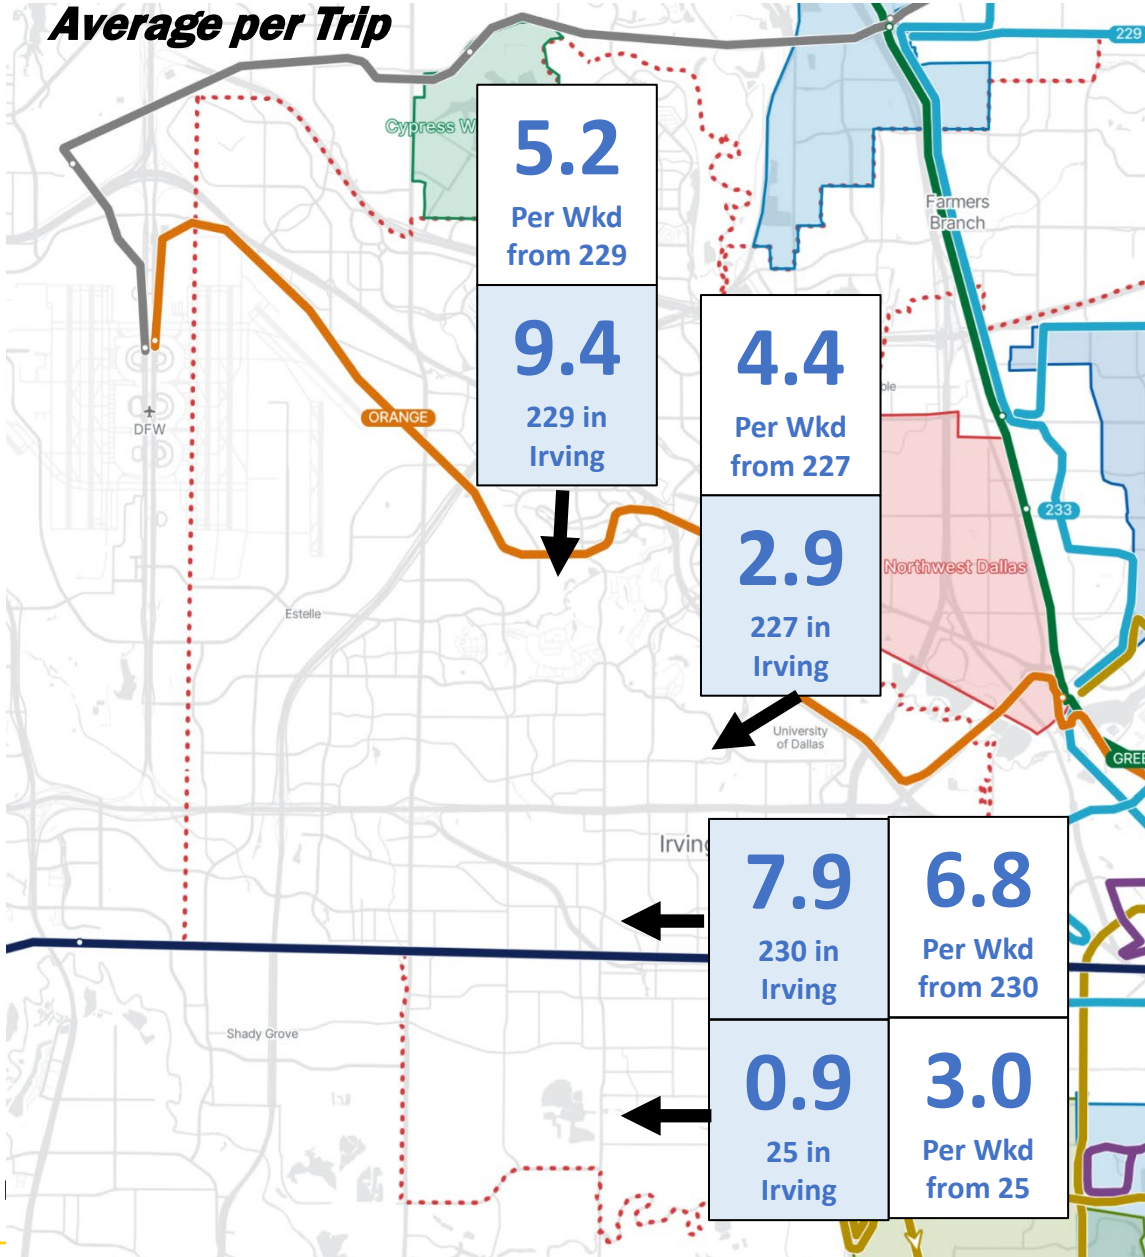 Average per Trip
229
Cypress W
5.2
Per Wkd
from 229
Farmers
Branch
9.4
229 in
Irving
4.4
Per Wkd
from 227
ORANGE
DFW
233
2.9
227 in
Irving
Northwest Dallas
Estelle
University
of Dallas
GREE
Irving
7.9
230 in
Irving
6.8
Per Wkd
from 230
Shady Grove
0.9
25 in
Irving
3.0
Per Wkd
from 25